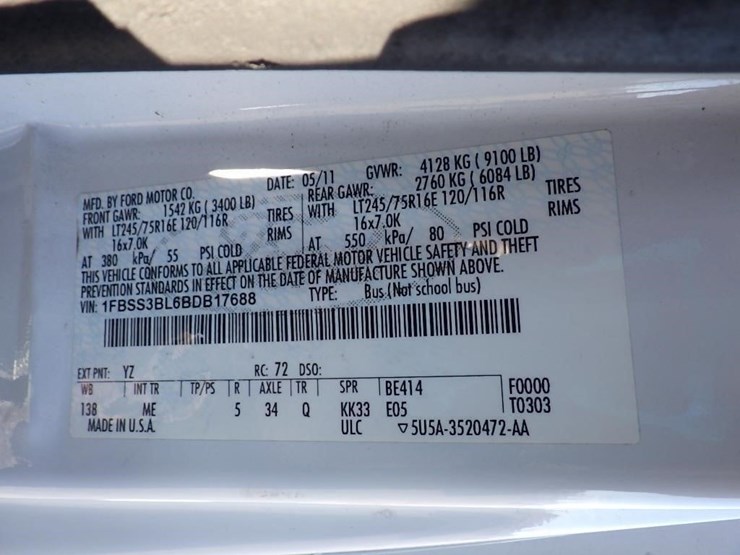 MFD. BY FORD MOTOR CO.
DATE: 05/11 GVWR: 4128 KG ( 9100 LB)
FRONT GAWR: 1542 KG ( 3400 LB) REAR GAWR: 2760 KG ( 6084 LB)
WITH LT245/75R16E 120/116R TIRES WITH LT245/75R16E 120/116R TIRES
16x7.0K RIMS 16x7.0K RIMS
AT 380 kPa/ 55 PSI COLD AT 550 kPa/ 80 PSI COLD
THIS VEHICLE CONFORMS TO ALL APPLICABLE FEDERAL MOTOR VEHICLE SAFETY AND THEFT
PREVENTION STANDARDS IN EFFECT ON THE DATE OF MANUFACTURE SHOWN ABOVE.
VIN: 1FBSS3BL6BDB17688 TYPE: Bus (Not school bus)
EXT PNT: YZ RC: 72 DSO:
WB INT TR TP/PS R AXLE TR SPR BE414 F0000
138 ME 5 34 Q KK33 E05 T0303
MADE IN U.S.A. ULC ▽5U5A-3520472-AA